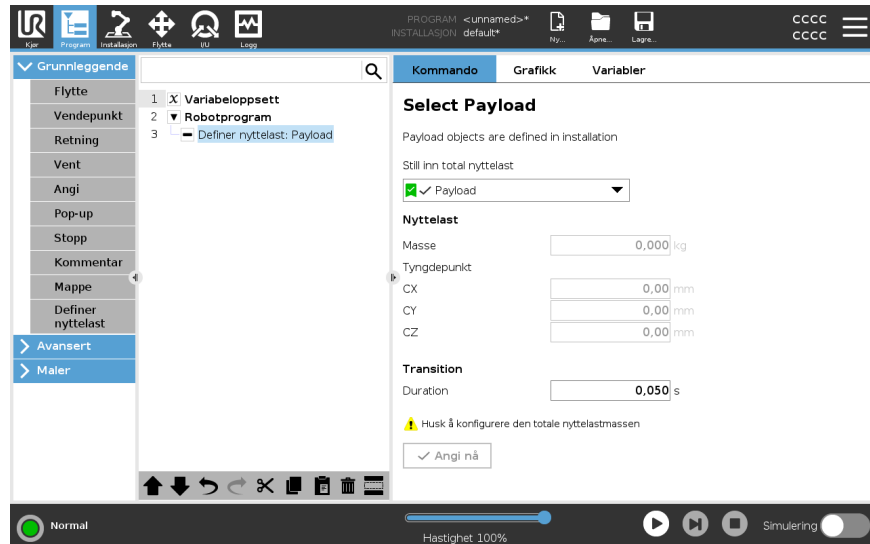 UR
PROGRAM <unnamed>*
INSTALLASJON default*
Kjør Program Installasjon Flytte I/U Logg
Ny... Åpne... Lagre...
CCCC
CCCC
Grunnleggende
Flytte
Vendepunkt
Retning
Vent
Angi
Pop-up
Stopp
Kommentar
Mappe
Definer
nyttelast
Avansert
Maler
1 X Variabeloppsett
2 Robotprogram
3 Definer nyttelast: Payload
Kommando Grafikk Variabler
Select Payload
Payload objects are defined in installation
Still inn total nyttelast
Payload
Nyttelast
Masse 0,000 kg
Tyngdepunkt
CX 0,00 mm
CY 0,00 mm
CZ 0,00 mm
Transition
Duration 0,050 s
Husk å konfigurere den totale nyttelastmassen
Angi nå
Normal
Hastighet 100%
Simulering